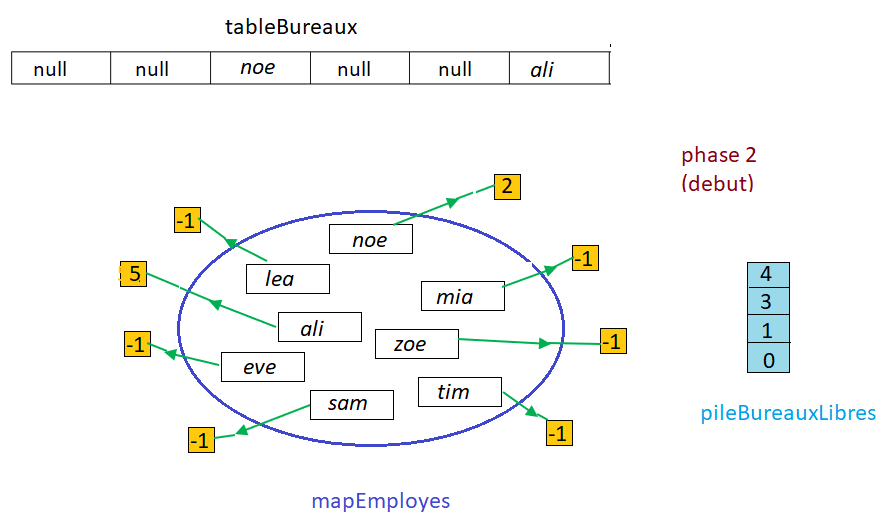 tableBureaux
null null noe null null ali
phase 2
(debut)
2
-1
noe
-1
lea
5
mia
4
3
1
0
ali
zoe
-1
-1
eve
tim
sam
-1
-1
pileBureauxLibres
mapEmployes